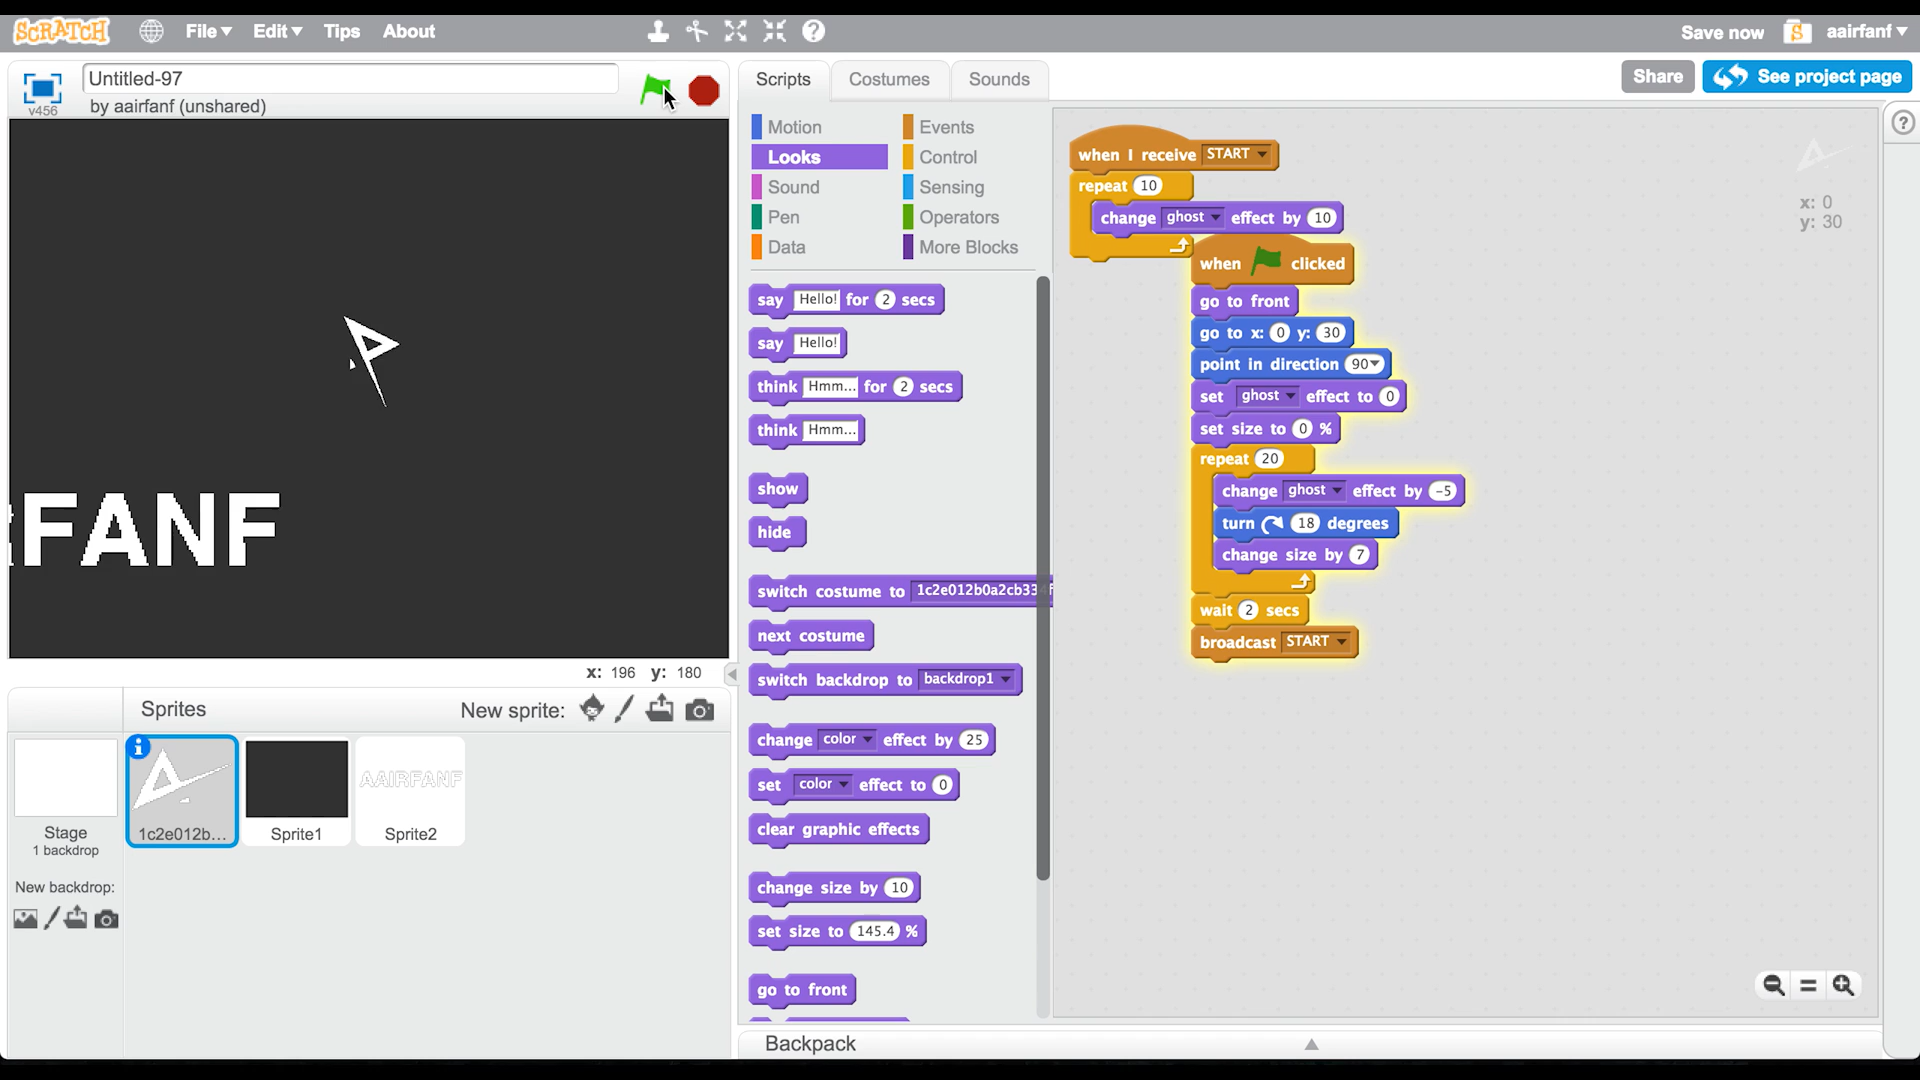 SCRATCH File Edit Tips About Save now S aairfanf
Untitled-97
by aairfanf (unshared)
v456
Scripts Costumes Sounds
Share See project page
Motion Events
Looks Control
Sound Sensing
Pen Operators
Data More Blocks
say Hello! for 2 secs
say Hello!
think Hmm... for 2 secs
think Hmm...
show
hide
switch costume to 1c2e012b0a2cb334f
next costume
switch backdrop to backdrop1
change color effect by 25
set color effect to 0
clear graphic effects
change size by 10
set size to 145.4 %
go to front
when I receive START
repeat 10
change ghost effect by 10
when clicked
go to front
go to x: 0 y: 30
point in direction 90
set ghost effect to 0
set size to 0 %
repeat 20
change ghost effect by -5
turn 18 degrees
change size by 7
wait 2 secs
broadcast START
x: 0
y: 30
FANF
x: 196 y: 180
Sprites New sprite:
Stage
1 backdrop
New backdrop:
1c2e012b...
Sprite1
AAIRFANF
Sprite2
Backpack